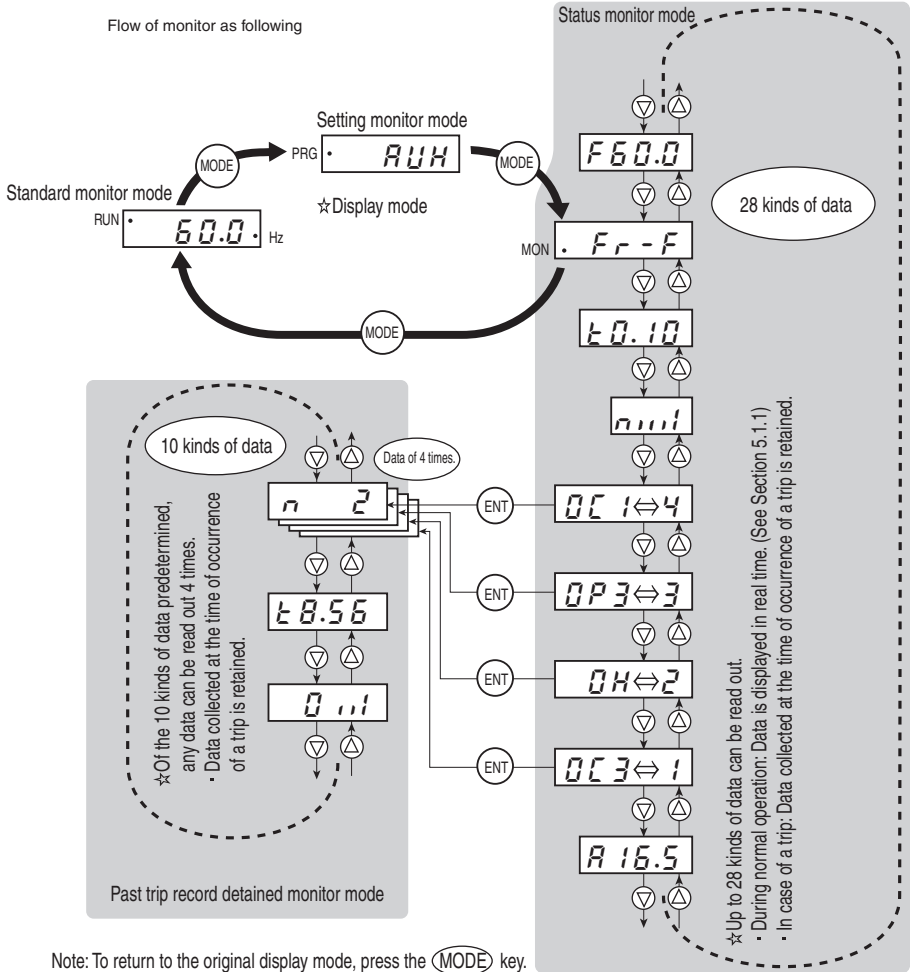 Flow of monitor as following
Status monitor mode
Setting monitor mode
PRG AUH
MODE
MODE
☆Display mode
Standard monitor mode
RUN 60.0 Hz
MODE
F60.0
28 kinds of data
MON Fr-F
t0.10
10 kinds of data
Data of 4 times.
n 2
ENT
OC1⇔4
t8.56
ENT
OP3⇔3
ENT
OH⇔2
ENT
OC3⇔1
A16.5
☆Of the 10 kinds of data predetermined,
any data can be read out 4 times.
- Data collected at the time of occurrence
of a trip is retained.
☆Up to 28 kinds of data can be read out.
- During normal operation: Data is displayed in real time. (See Section 5.1.1)
- In case of a trip: Data collected at the time of occurrence of a trip is retained.
Past trip record detained monitor mode
Note: To return to the original display mode, press the MODE key.